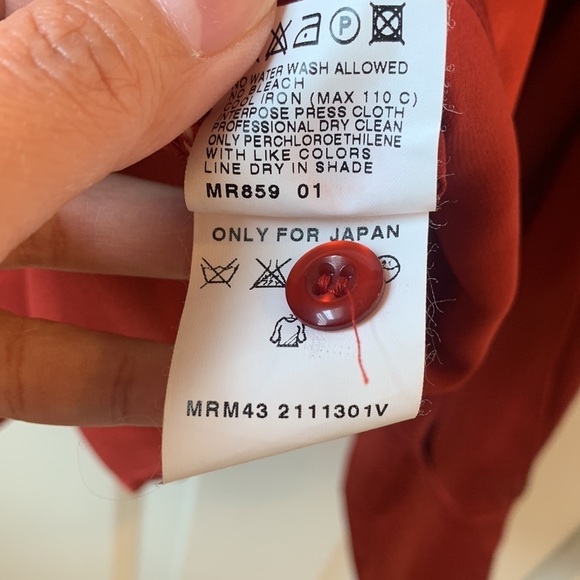 P
NO WATER WASH ALLOWED
NO BLEACH
COOL IRON (MAX 110 C)
INTERPOSE PRESS CLOTH
PROFESSIONAL DRY CLEAN
ONLY PERCHLOROETHILENE
WITH LIKE COLORS
LINE DRY IN SHADE
MR859 01
ONLY FOR JAPAN
MRM43 2111301V